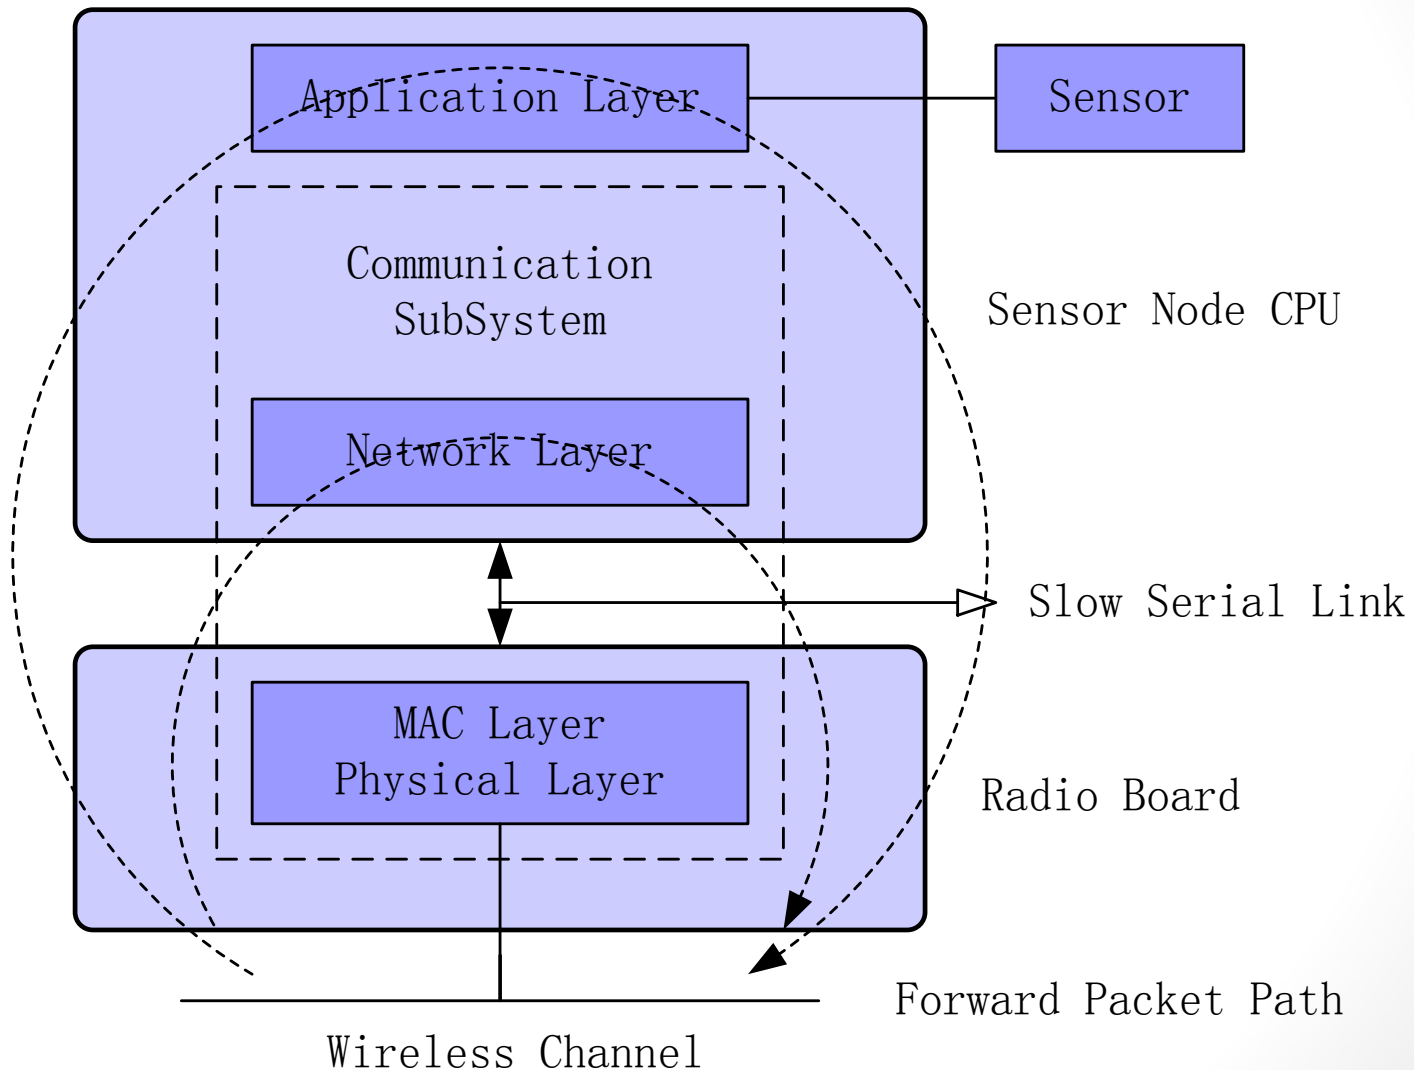 Application Layer
Sensor
Communication
SubSystem
Sensor Node CPU
Network Layer
Slow Serial Link
MAC Layer
Physical Layer
Radio Board
Forward Packet Path
Wireless Channel